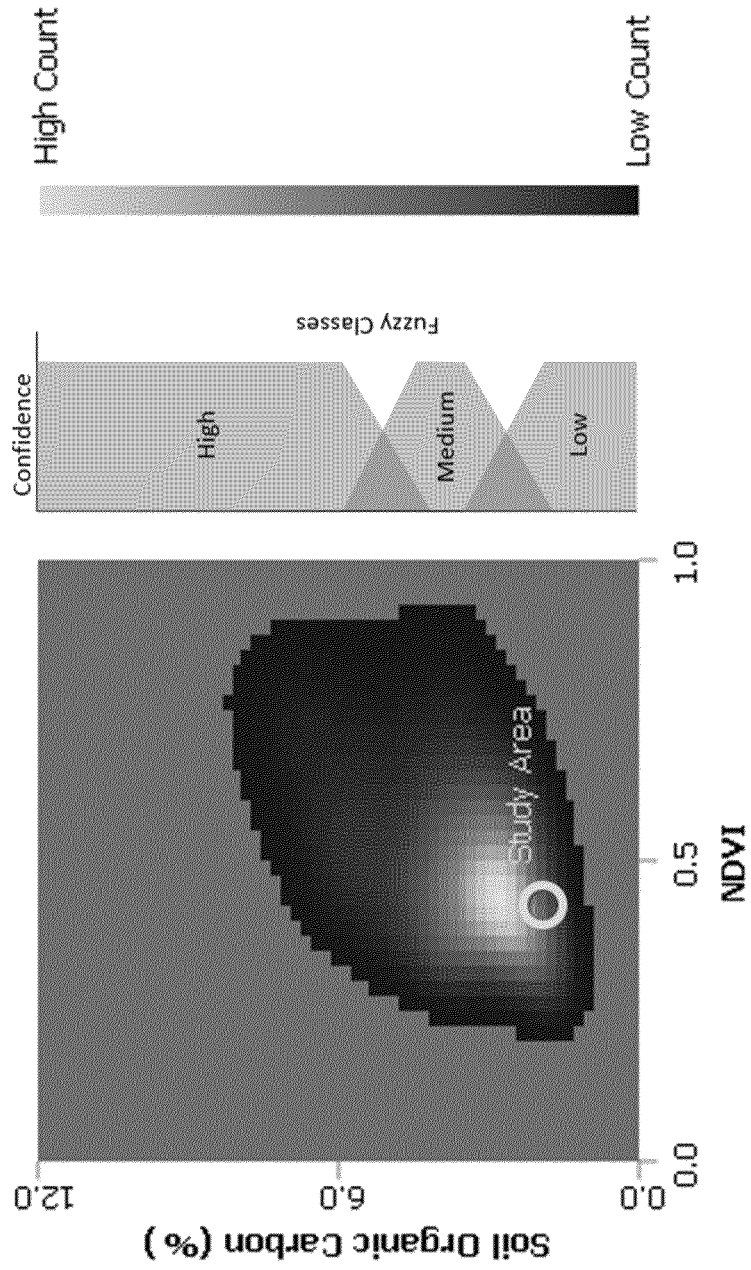 High Count
Low Count
Confidence
Fuzzy Classes
High
Medium
Low
Study Area
12.0
6.0
0.0
Soil Organic Carbon (%)
0.0
0.5
1.0
NDVI